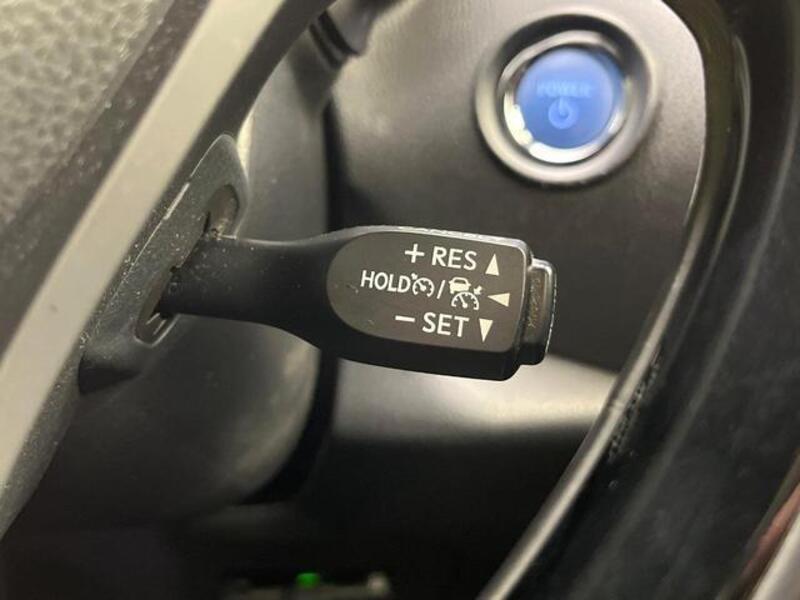 POWER
+ RES ▲
HOLD / ◀
− SET ▼